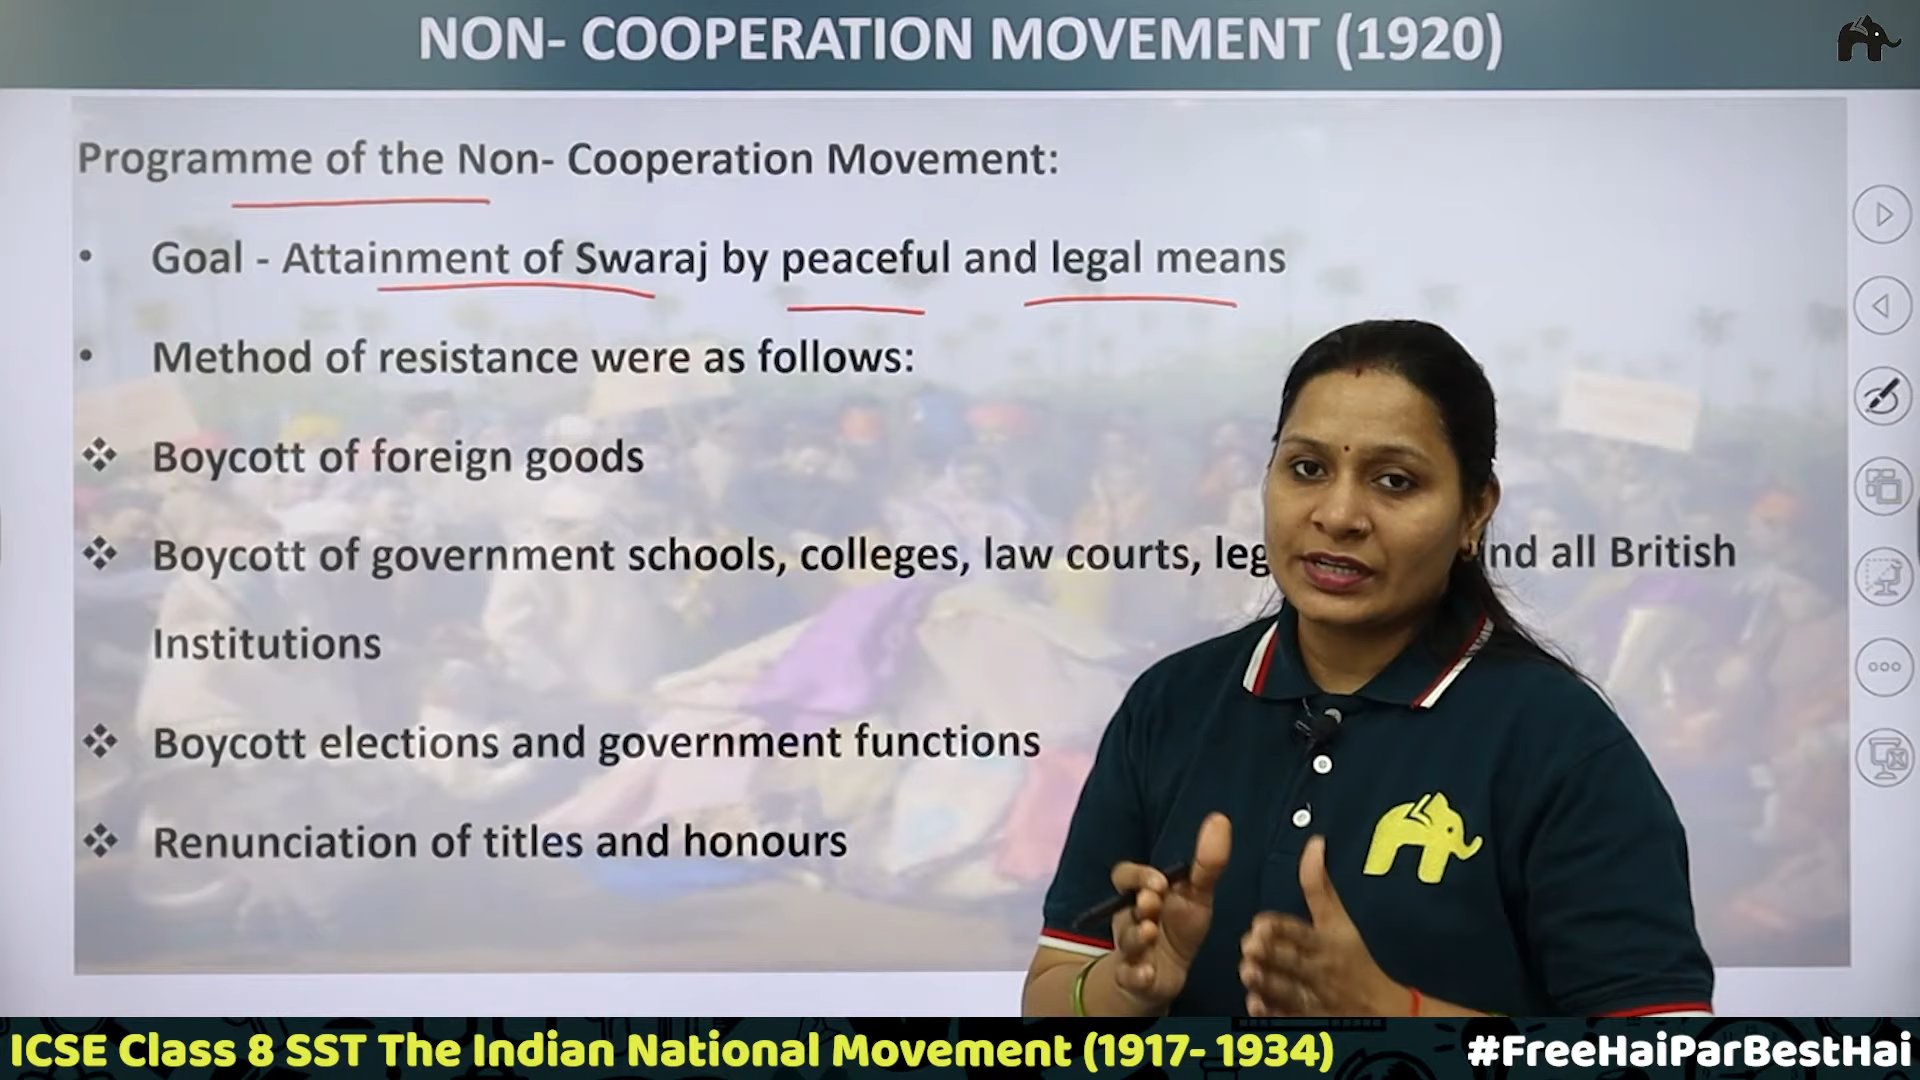 NON- COOPERATION MOVEMENT (1920)
Programme of the Non- Cooperation Movement:
• Goal - Attainment of Swaraj by peaceful and legal means
• Method of resistance were as follows:
❖ Boycott of foreign goods
❖ Boycott of government schools, colleges, law courts, all British
Institutions
❖ Boycott elections and government functions
❖ Renunciation of titles and honours
ICSE Class 8 SST The Indian National Movement (1917- 1934)
#FreeHaiParBestHai